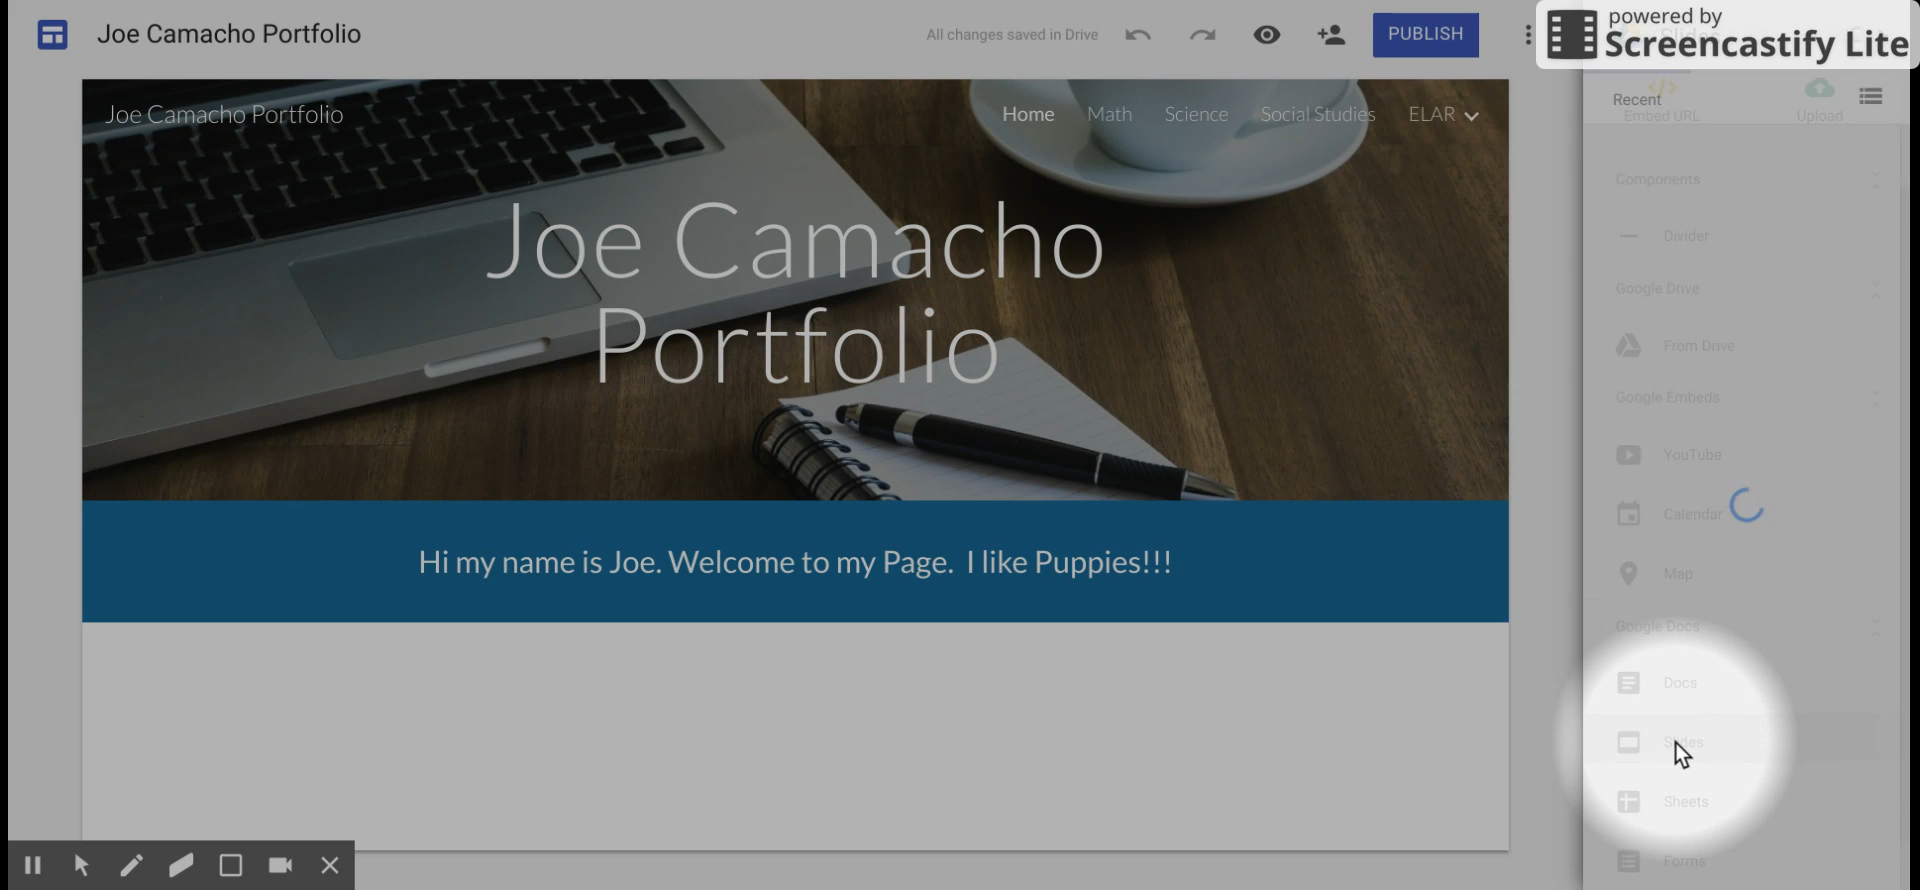 Joe Camacho Portfolio
All changes saved in Drive
PUBLISH
powered by
Screencastify Lite
Joe Camacho Portfolio
Home
Math
Science
Social Studies
ELAR
Joe Camacho
Portfolio
Hi my name is Joe. Welcome to my Page.  I like Puppies!!!
Recent
Embed URL
Upload
Components
Divider
Google Drive
From Drive
Google Embeds
YouTube
Calendar
Map
Google Docs
Docs
Slides
Sheets
Forms